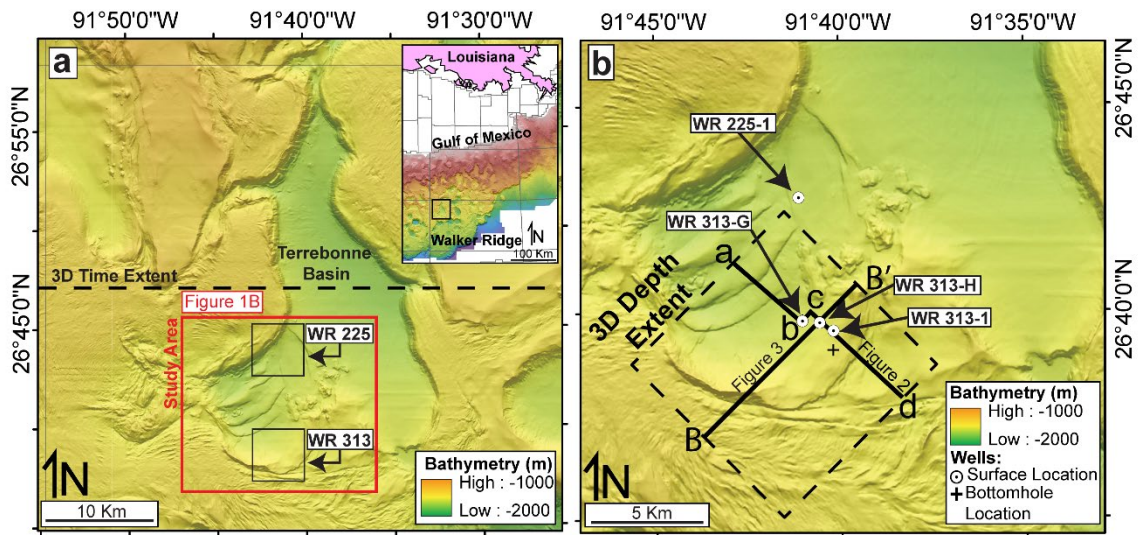 91°50'0"W 91°40'0"W 91°30'0"W
26°55'0"N
26°45'0"N
a
Louisiana
Gulf of Mexico
Walker Ridge
N
100 Km
Terrebonne
Basin
3D Time Extent
Figure 1B
Study Area
WR 225
WR 313
N
10 Km
Bathymetry (m)
High : -1000
Low : -2000
91°45'0"W 91°40'0"W 91°35'0"W
26°45'0"N
26°40'0"N
b
WR 225-1
WR 313-G
a
B'
WR 313-H
c
b
WR 313-1
3D Depth
Extent
Figure 3
Figure 2
d
B
N
5 Km
Bathymetry (m)
High : -1000
Low : -2000
Wells:
Surface Location
Bottomhole
Location